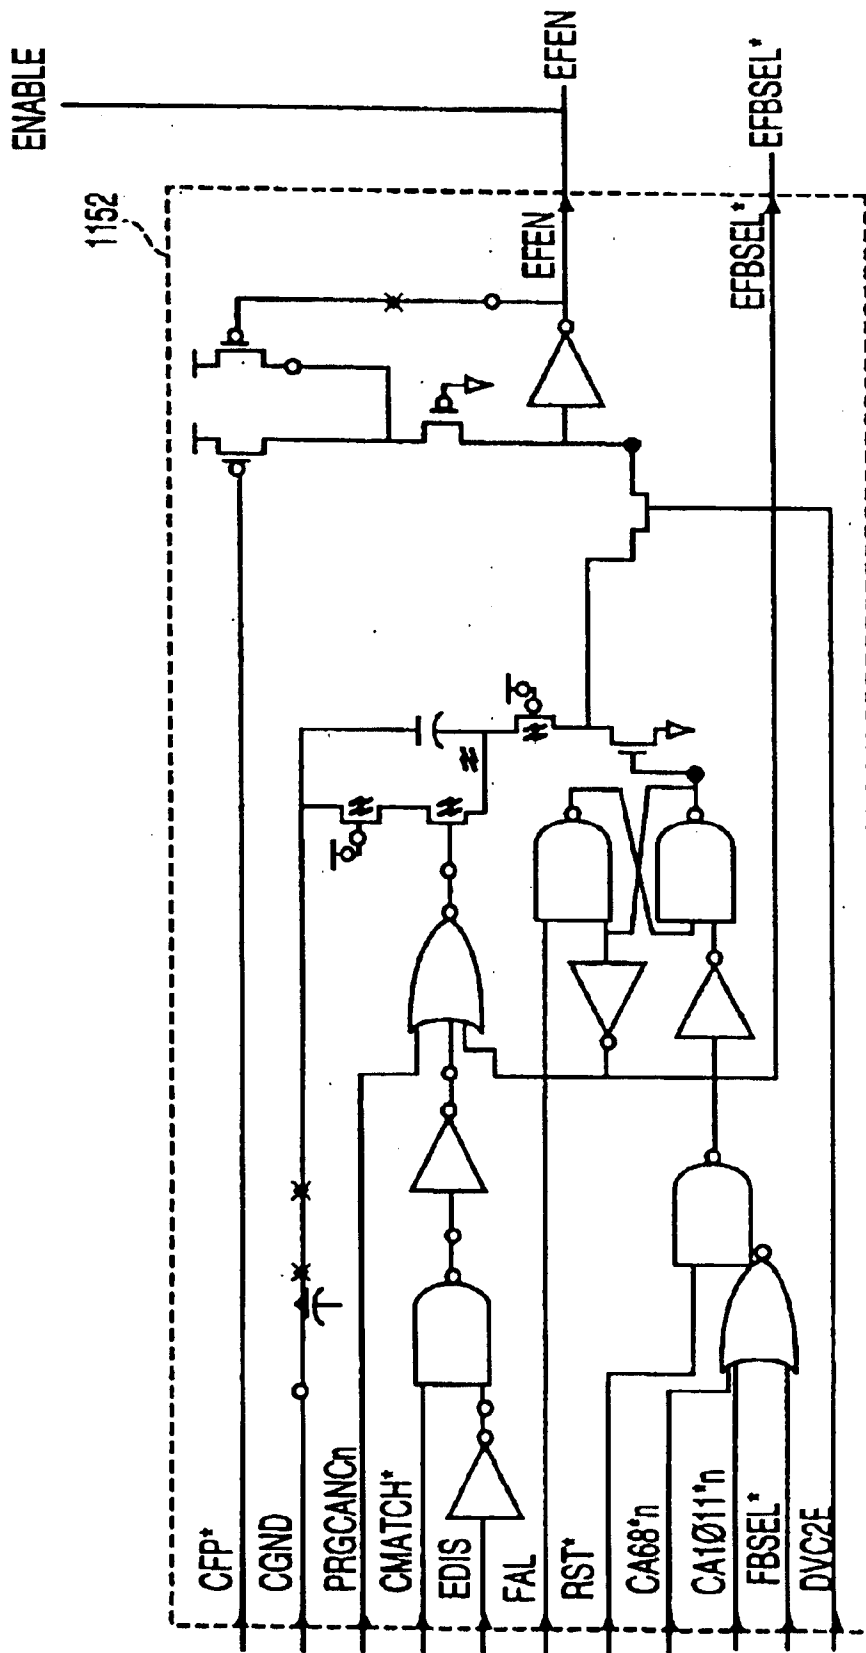 ENABLE
1152
EFEN
EFEN
EFBSEL*
EFBSEL*
CFP*
CGND
PRGCANCn
CMATCH*
EDIS
FAL
RST*
CA68*n
CA1011*n
FBSEL*
DVC2E